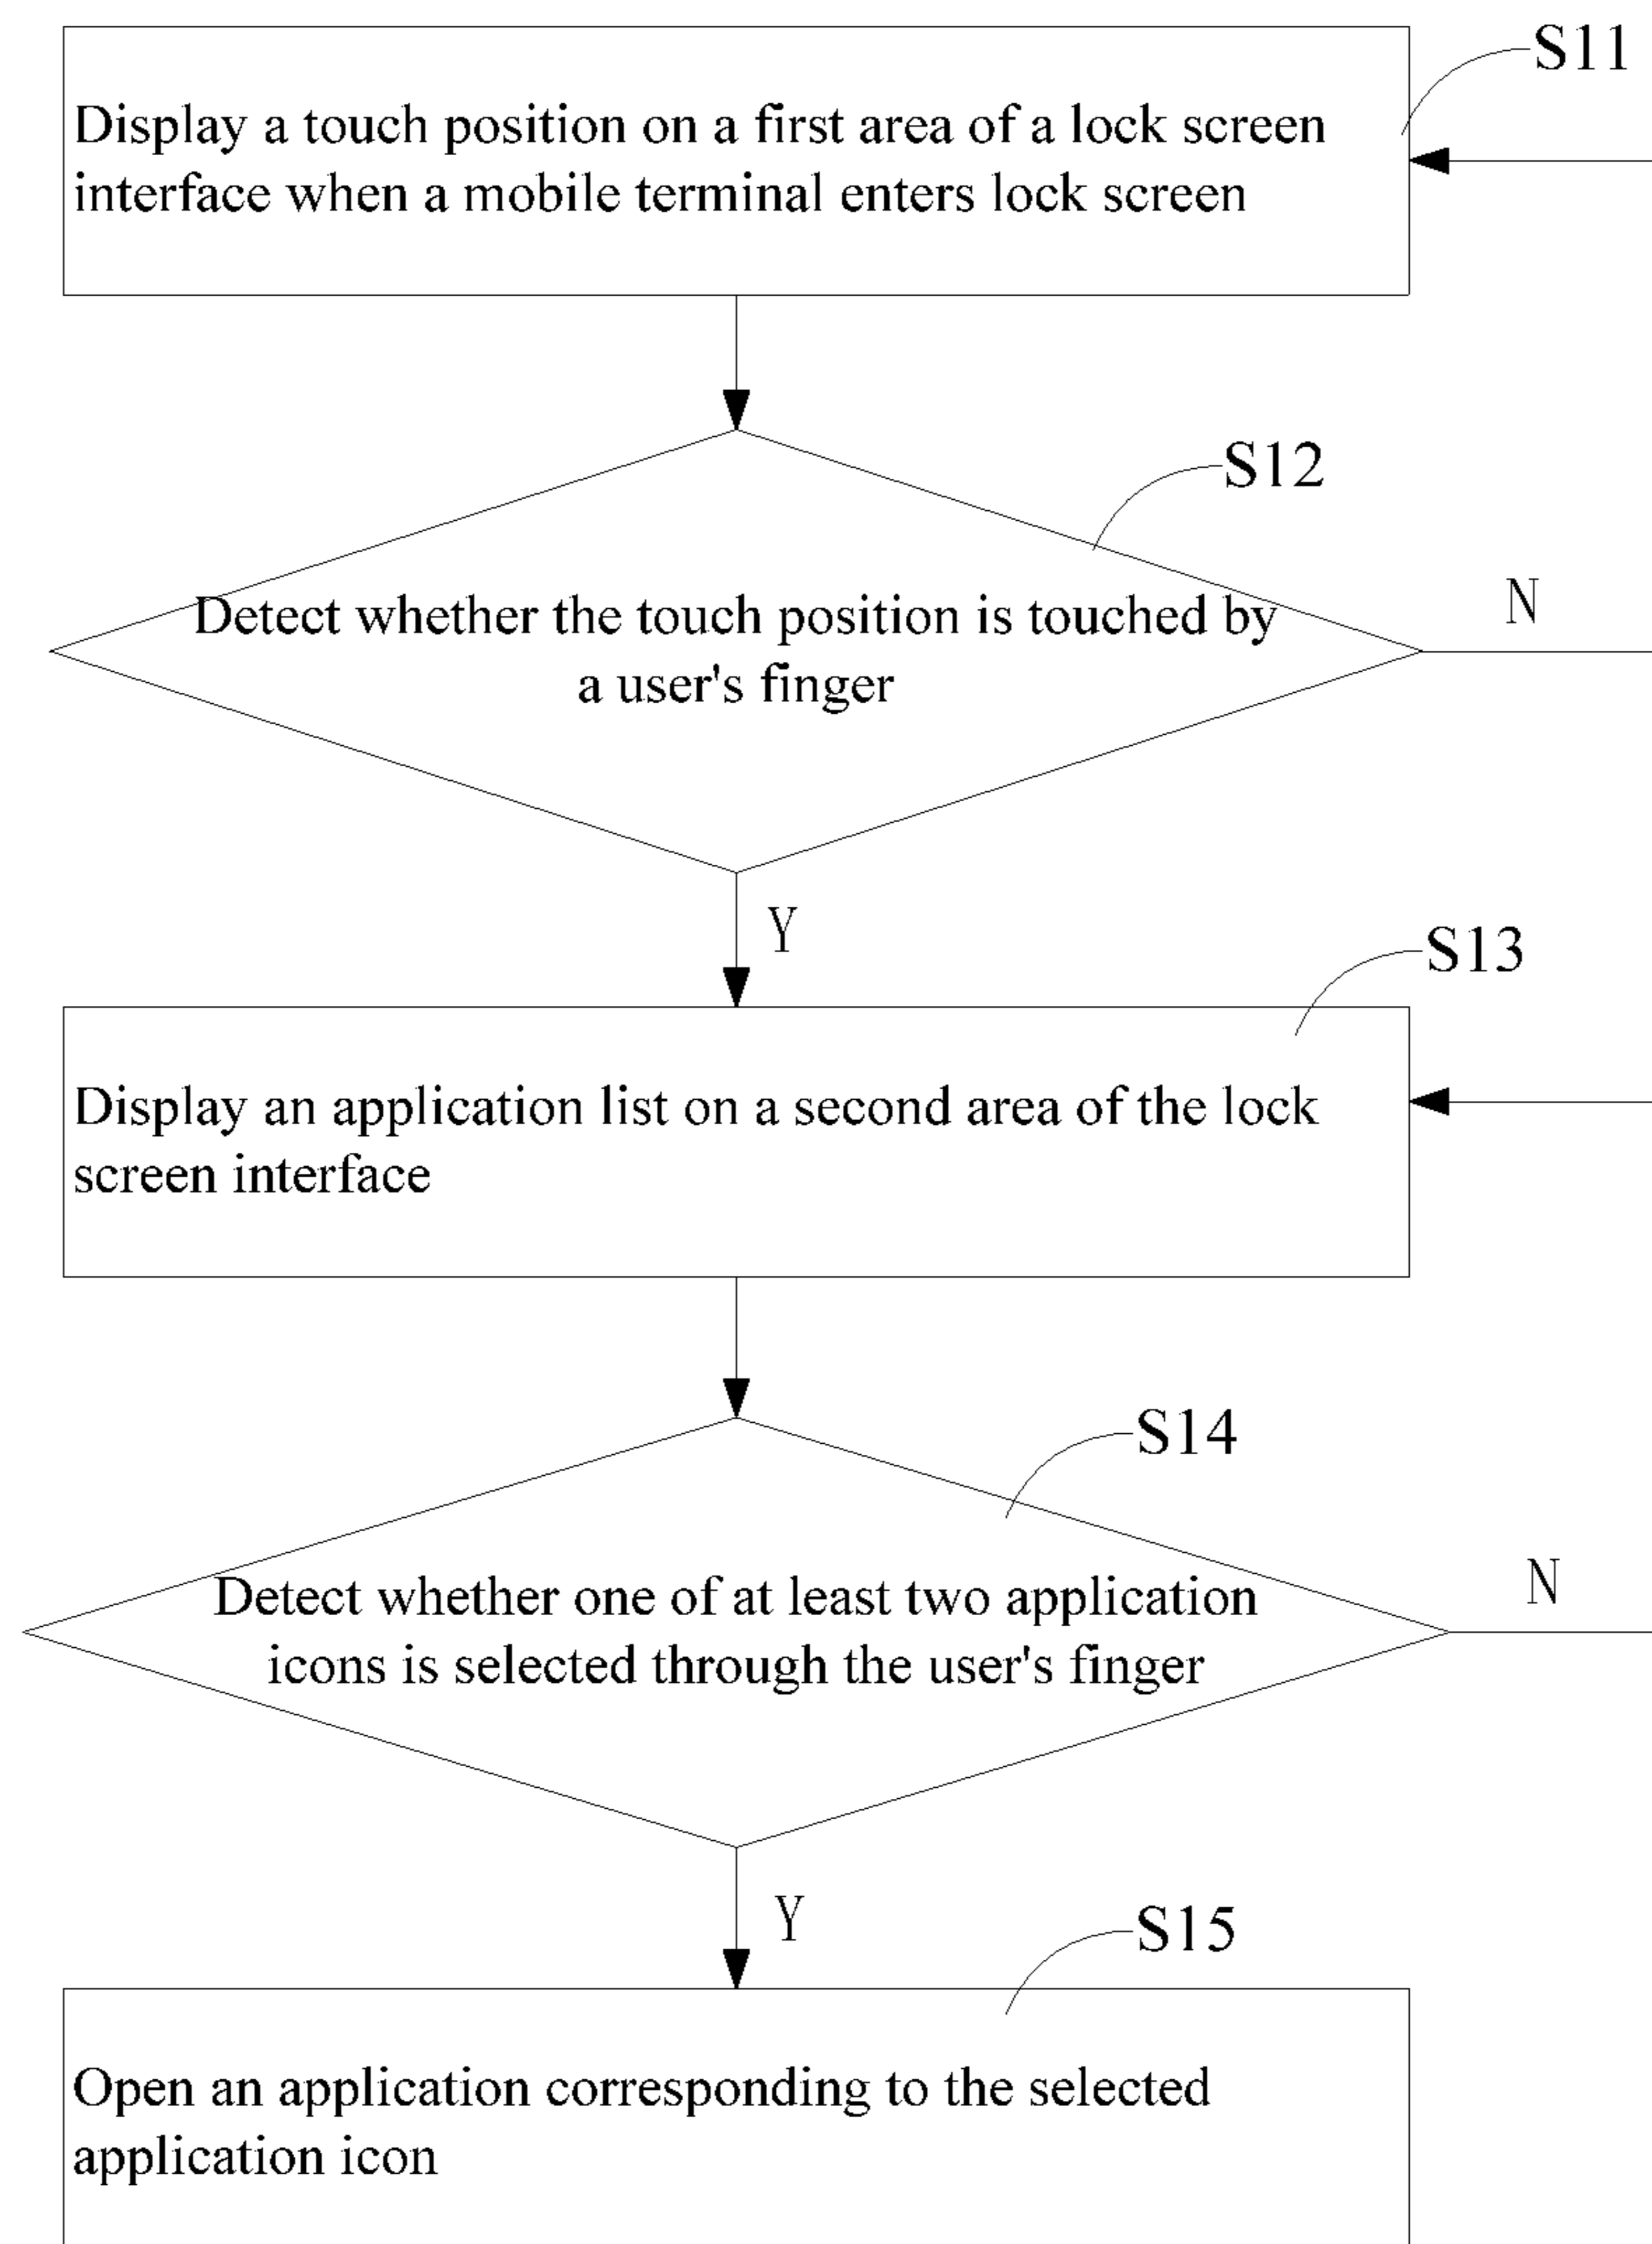 S11
Display a touch position on a first area of a lock screen
interface when a mobile terminal enters lock screen
S12
N
Detect whether the touch position is touched by
a user's finger
Y
S13
Display an application list on a second area of the lock
screen interface
S14
N
Detect whether one of at least two application
icons is selected through the user's finger
Y
S15
Open an application corresponding to the selected
application icon